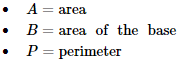 • A = area
• B = area of the base
• P = perimeter